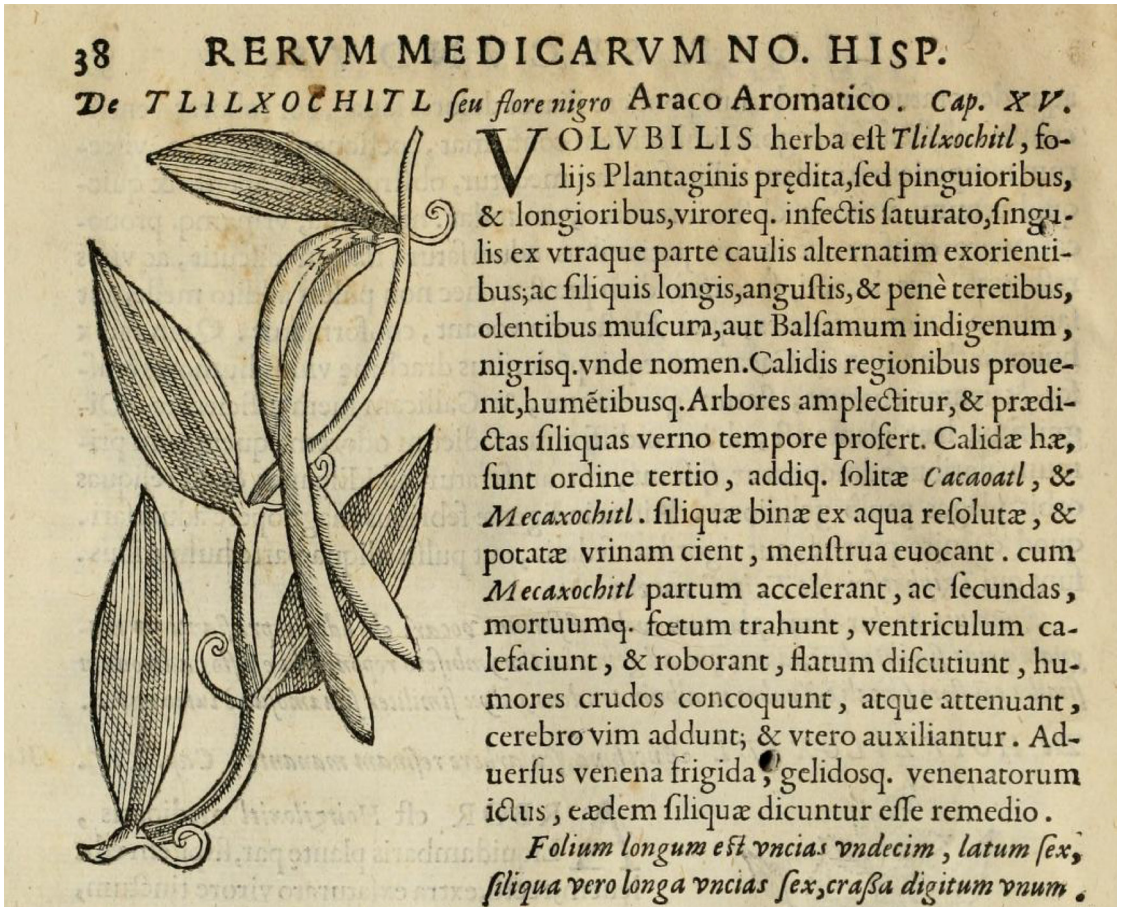 38 RERVM MEDICARVM NO. HISP.
De TLILXOCHITL ſeu flore nigro Araco Aromatico. Cap. XV.
VOLVBILIS herba eſt Tlilxochitl, fo-
lijs Plantaginis prędita,ſed pinguioribus,
& longioribus,viroreq. infectis ſaturato,ſingu-
lis ex vtraque parte caulis alternatim exorienti-
bus;ac ſiliquis longis,anguſtis,& penè teretibus,
olentibus muſcum,aut Balſamum indigenum,
nigrisq.vnde nomen.Calidis regionibus proue-
nit,humētibusq.Arbores amplectitur,& prædi-
ctas ſiliquas verno tempore profert. Calidæ hæ,
ſunt ordine tertio, addiq. ſolitæ Cacaoatl, &
Mecaxochitl. ſiliquæ binæ ex aqua reſolutæ, &
potatæ vrinam cient, menſtrua euocant. cum
Mecaxochitl partum accelerant, ac ſecundas,
mortuumq. fœtum trahunt, ventriculum ca-
lefaciunt, & roborant, flatum diſcutiunt, hu-
mores crudos concoquunt, atque attenuant,
cerebro vim addunt; & vtero auxiliantur. Ad-
uerſus venena frigida, gelidosq. venenatorum
ictus, eædem ſiliquæ dicuntur eſſe remedio.
Folium longum eſt vncias vndecim, latum ſex,
ſiliqua vero longa vncias ſex,craſſa digitum vnum.